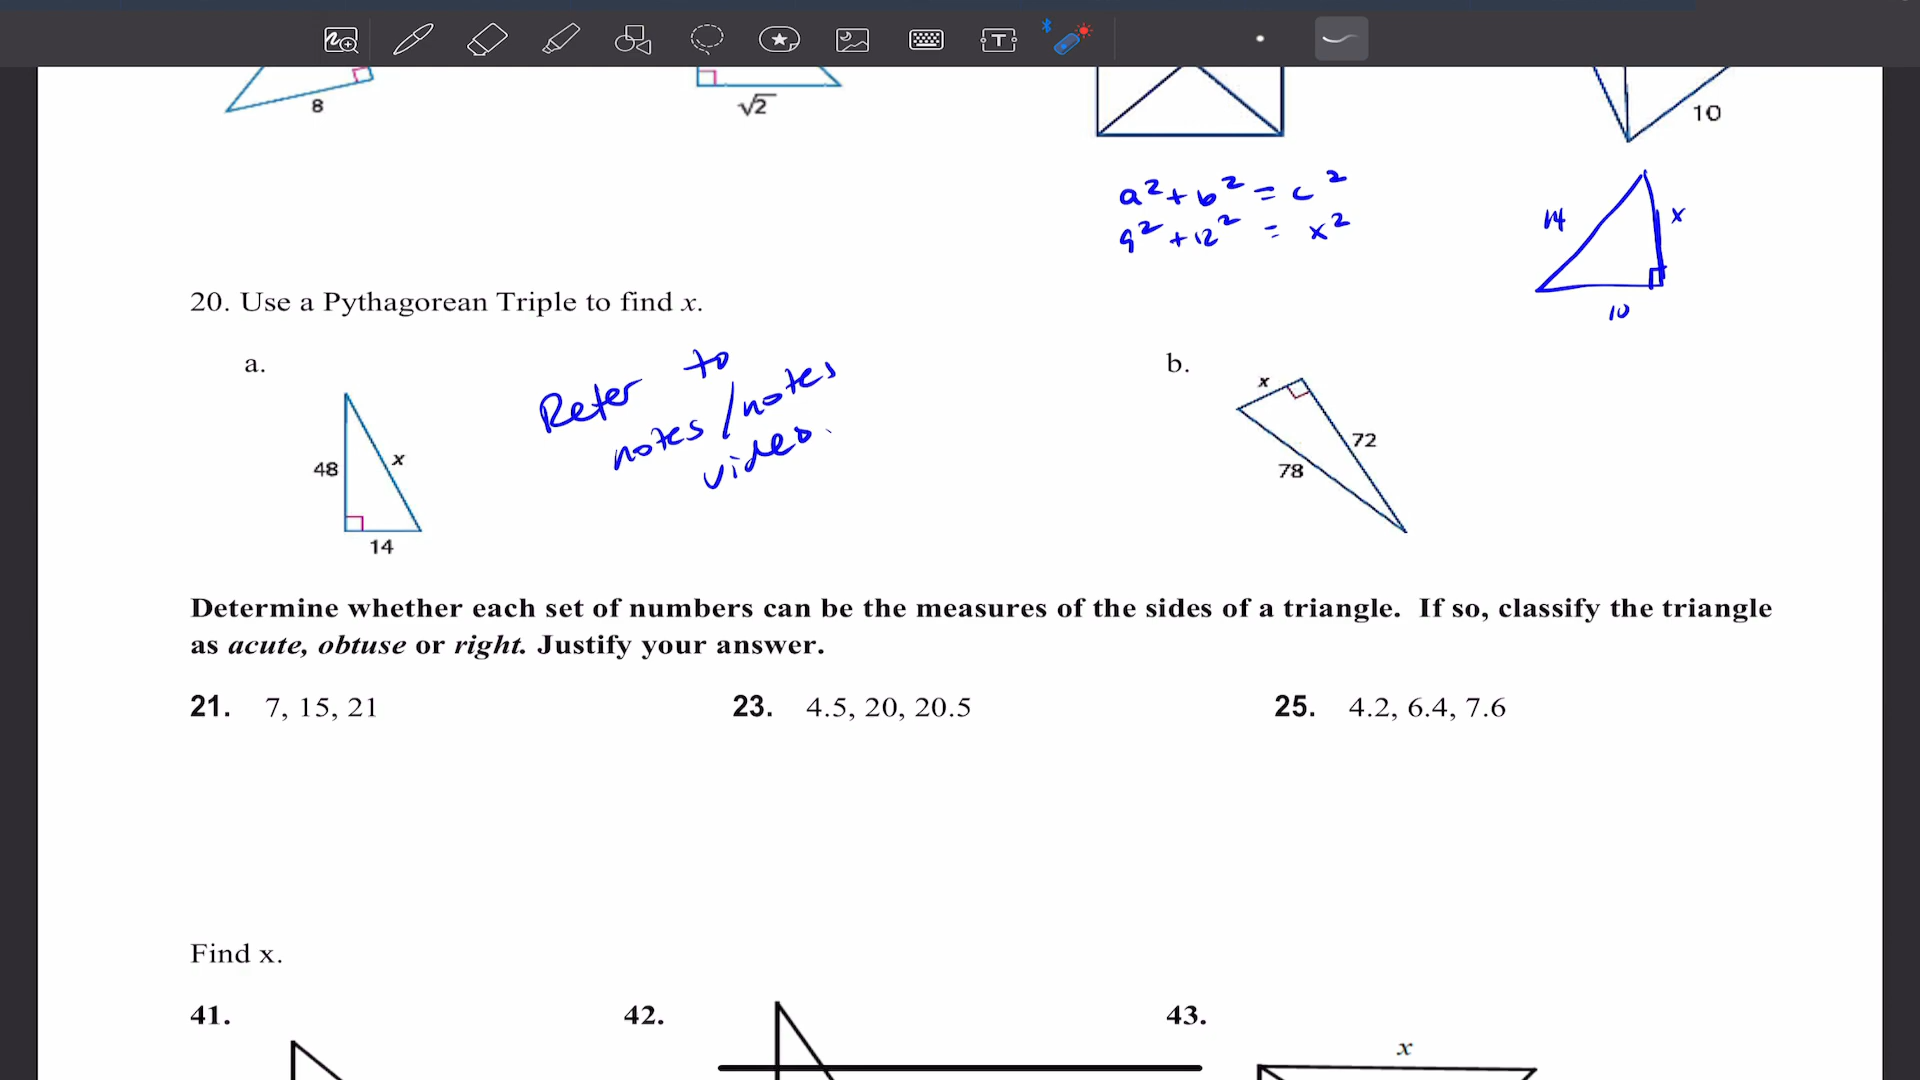 8
√2
10
a² + b² = c²
9² + 12² = x²
14
x
10
20. Use a Pythagorean Triple to find x.
a.
48
x
14
Refer to
notes/notes
video.
b.
x
72
78
Determine whether each set of numbers can be the measures of the sides of a triangle. If so, classify the triangle
as acute, obtuse or right. Justify your answer.
21. 7, 15, 21
23. 4.5, 20, 20.5
25. 4.2, 6.4, 7.6
Find x.
41.
42.
43.
x